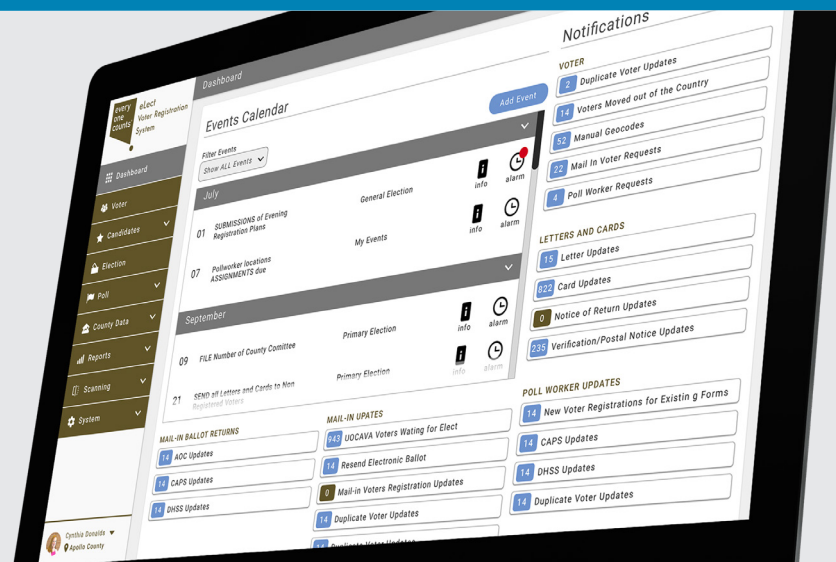 every
one
counts
eLect
Voter Registration
System
Dashboard
Voter
Candidates
Election
Poll
County Data
Reports
Scanning
System
Cynthia Donalds
Apollo County
Dashboard
Events Calendar
Add Event
Filter Events
Show ALL Events
July
01 SUBMISSIONS of Evening
Registration Plans
General Election
info
alarm
07 Pollworker locations
ASSIGNMENTS due
My Events
info
alarm
September
09 FILE Number of County Comittee
Primary Election
info
alarm
21 SEND all Letters and Cards to Non
Registered Voters
Primary Election
info
alarm
MAIL-IN BALLOT RETURNS
14 AOC Updates
14 CAPS Updates
14 DHSS Updates
MAIL-IN UPATES
943 UOCAVA Voters Wating for Elect
14 Resend Electronic Ballot
0 Mail-in Voters Registration Updates
14 Duplicate Voter Updates
14 Duplicate Voter Updates
Notifications
VOTER
2 Duplicate Voter Updates
14 Voters Moved out of the Country
52 Manual Geocodes
22 Mail In Voter Requests
4 Poll Worker Requests
LETTERS AND CARDS
15 Letter Updates
822 Card Updates
0 Notice of Return Updates
235 Verification/Postal Notice Updates
POLL WORKER UPDATES
14 New Voter Registrations for Existin g Forms
14 CAPS Updates
14 DHSS Updates
14 Duplicate Voter Updates